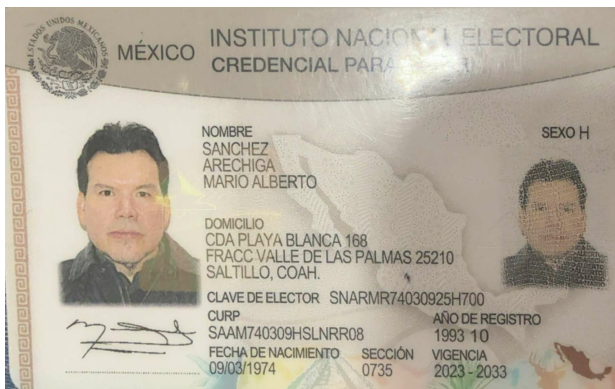 ESTADOS UNIDOS MEXICANOS
MÉXICO
INSTITUTO NACIONAL ELECTORAL
CREDENCIAL PARA
NOMBRE
SEXO H
SANCHEZ
ARECHIGA
MARIO ALBERTO
DOMICILIO
CDA PLAYA BLANCA 168
FRACC VALLE DE LAS PALMAS 25210
SALTILLO, COAH.
CLAVE DE ELECTOR SNARMR74030925H700
CURP
SAAM740309HSLNRR08
AÑO DE REGISTRO
1993 10
FECHA DE NACIMIENTO
09/03/1974
SECCIÓN
0735
VIGENCIA
2023 - 2033